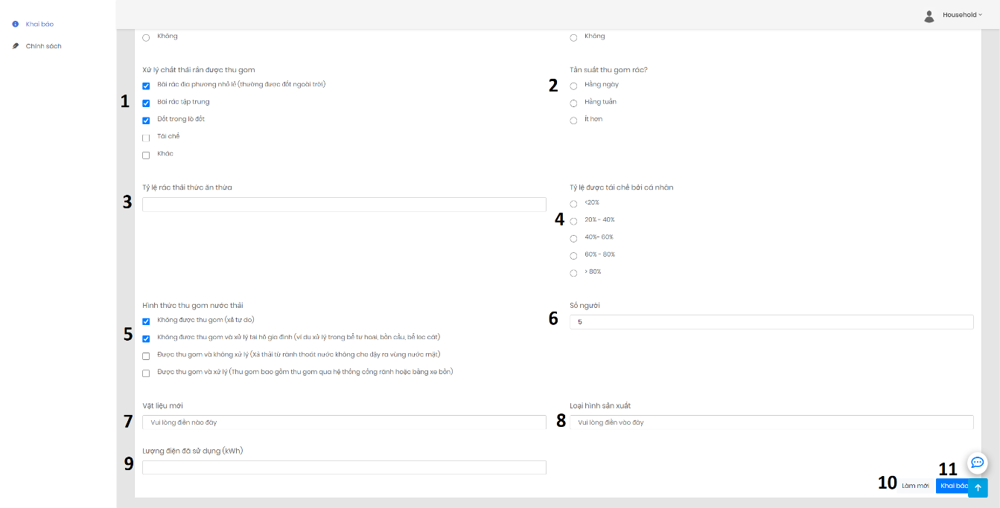 Khai báo
Household
Chính sách
Không
Không
Xử lý chất thải rắn được thu gom
Tần suất thu gom rác?
Bãi rác địa phương nhỏ lẻ (thường được đốt ngoài trời)
2
Hằng ngày
1
Bãi rác tập trung
Hằng tuần
Đốt trong lò đốt
Ít hơn
Tái chế
Khác
Tỷ lệ rác thải thức ăn thừa
Tỷ lệ được tái chế bởi cá nhân
3
<20%
4
20% - 40%
40%- 60%
60% - 80%
> 80%
Hình thức thu gom nước thải
Số người
Không được thu gom (xả tự do)
6
5
5
Không được thu gom và xử lý tại hộ gia đình (ví dụ xử lý trong bể tự hoại, bồn cầu, bể lọc cát)
Được thu gom và không xử lý (Xả thải từ rãnh thoát nước không che đậy ra vùng nước mặt)
Được thu gom và xử lý (Thu gom bao gồm thu gom qua hệ thống cống rãnh hoặc bằng xe bồn)
Vật liệu mới
Loại hình sản xuất
7
Vui lòng điền nào đây
8
Vui lòng điền vào đây
Lượng điện đã sử dụng (kWh)
9
10
Làm mới
11
Khai báo